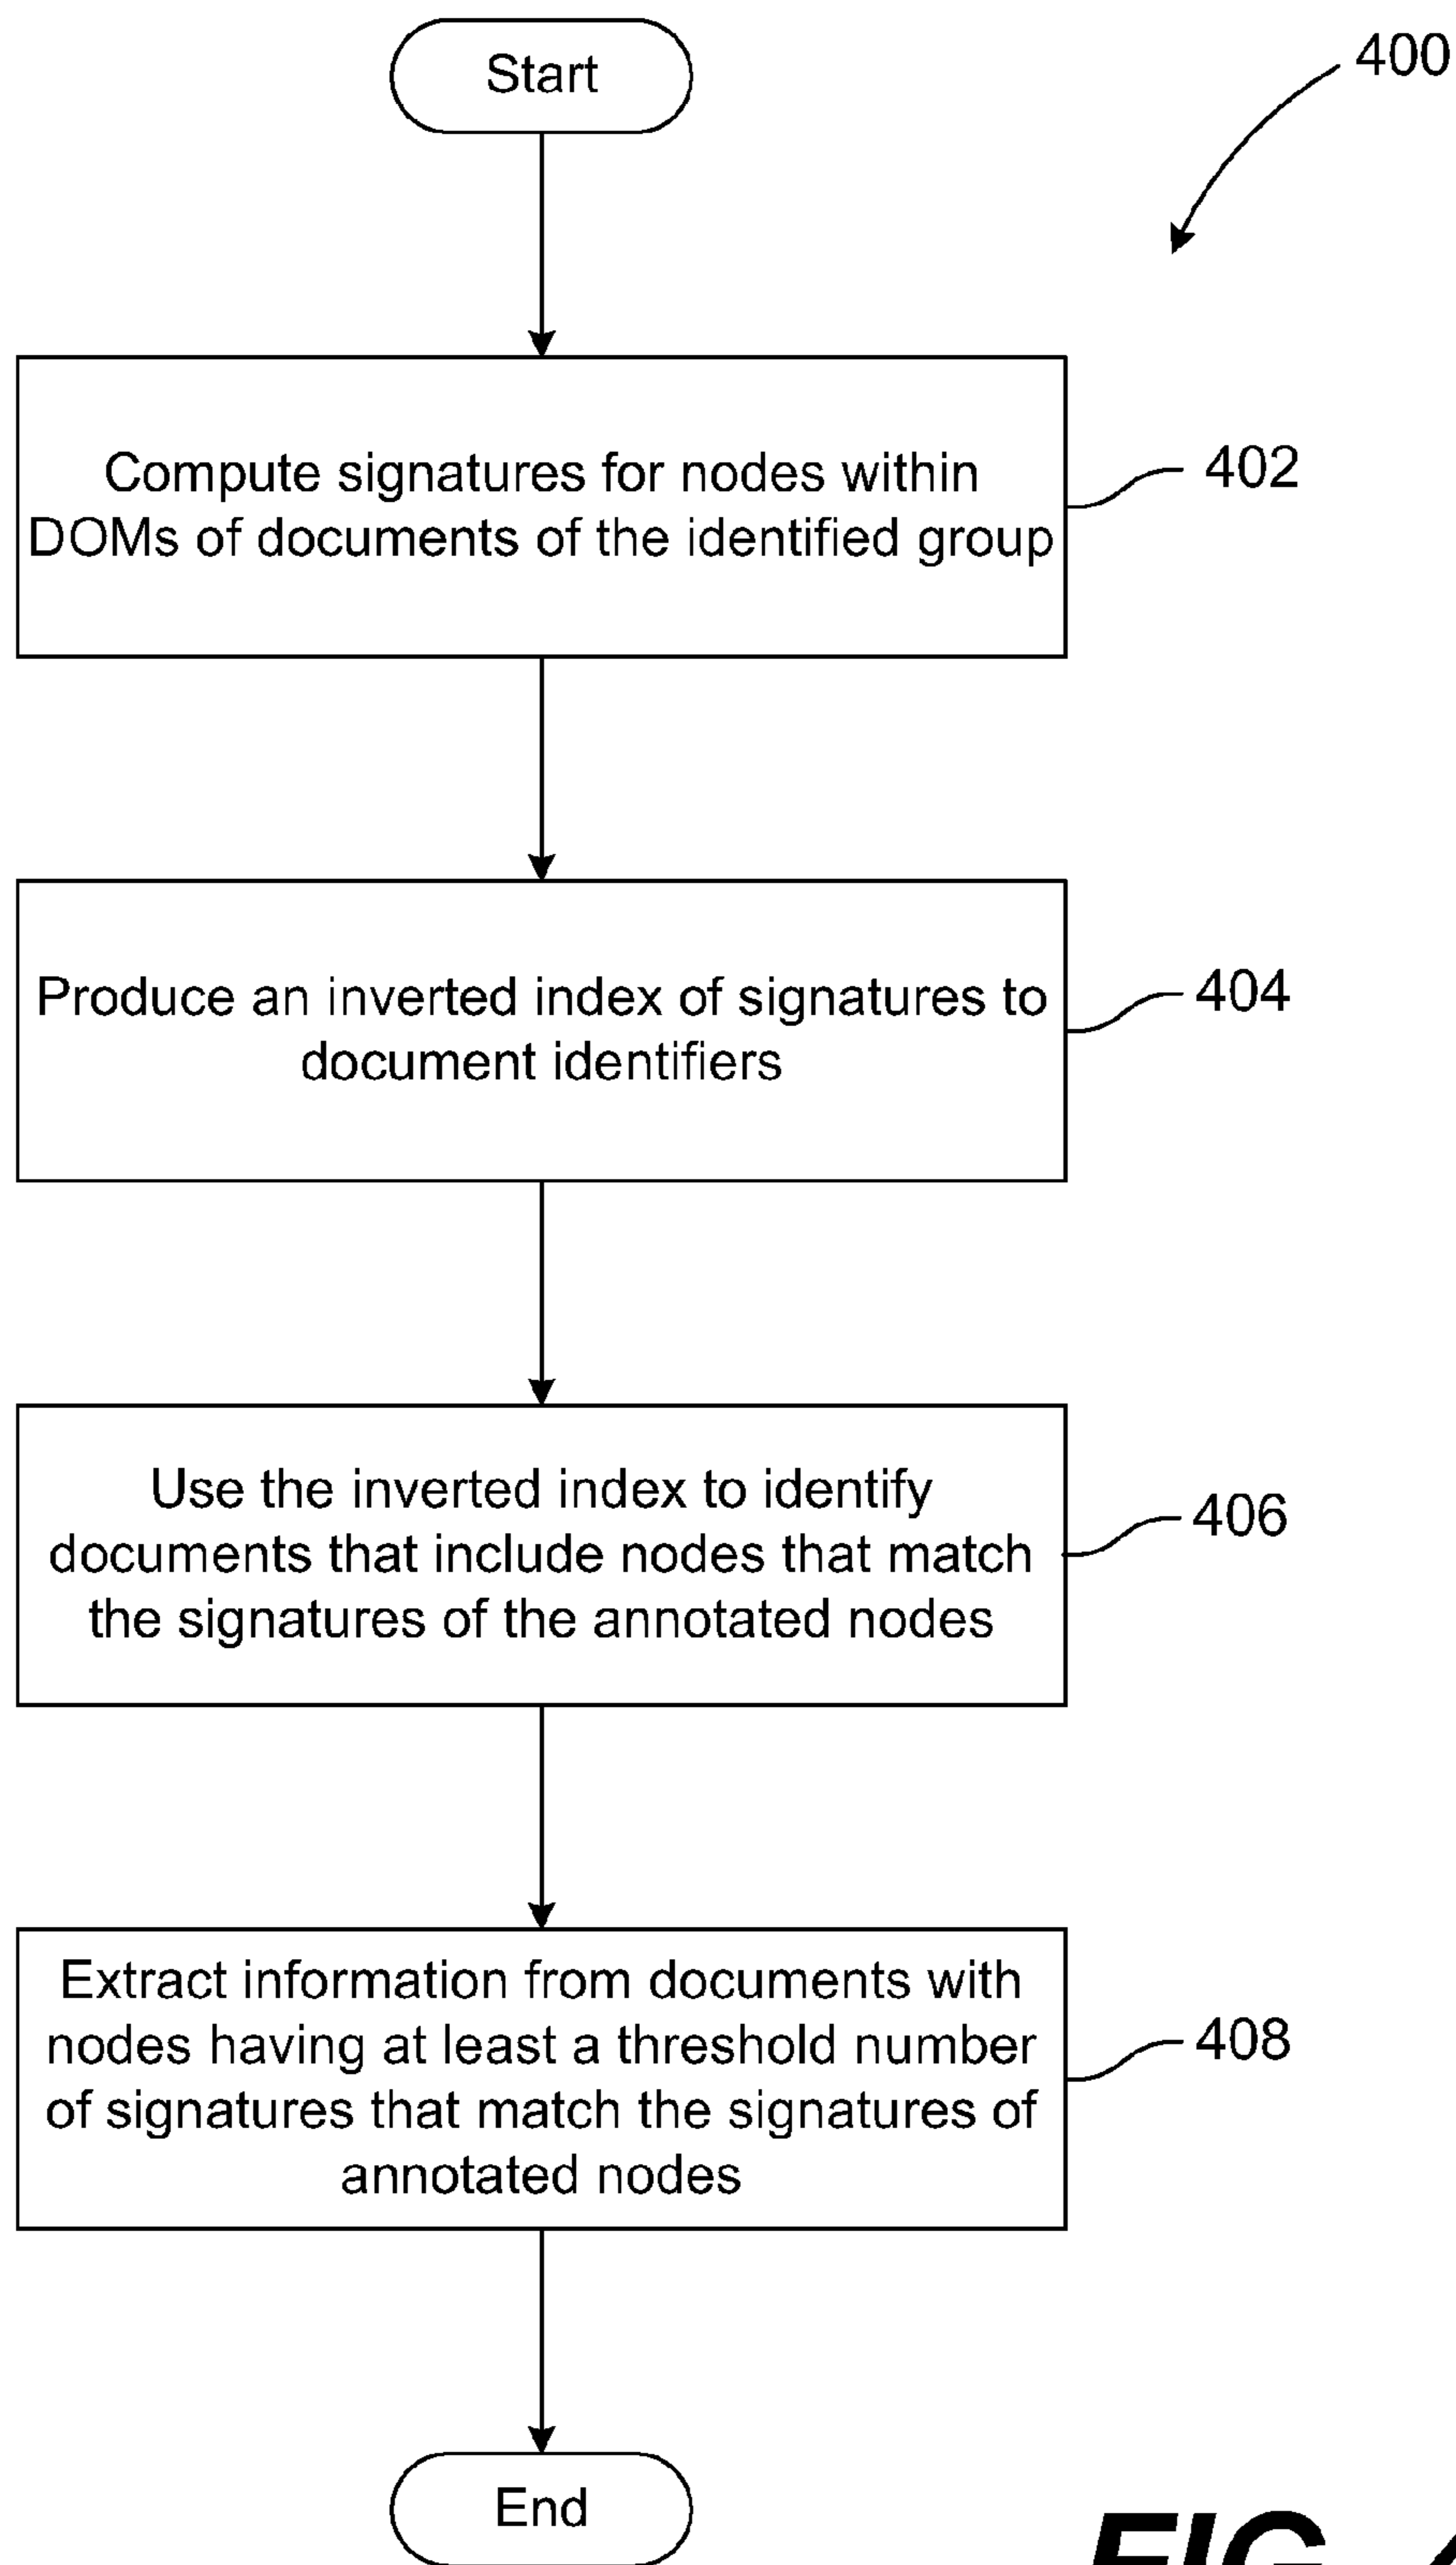 Start
400
Compute signatures for nodes within
DOMs of documents of the identified group
402
Produce an inverted index of signatures to
document identifiers
404
Use the inverted index to identify
documents that include nodes that match
the signatures of the annotated nodes
406
Extract information from documents with
nodes having at least a threshold number
of signatures that match the signatures of
annotated nodes
408
End
FIG.